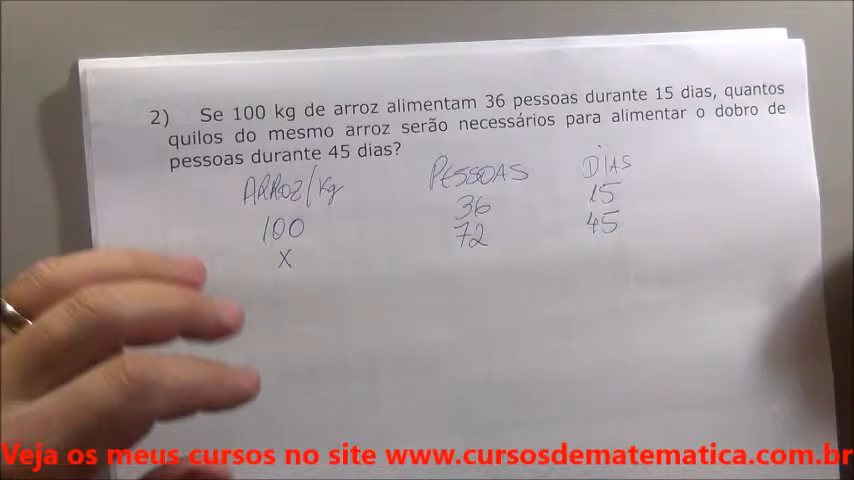 2) Se 100 kg de arroz alimentam 36 pessoas durante 15 dias, quantos
quilos do mesmo arroz serão necessários para alimentar o dobro de
pessoas durante 45 dias?
ARROZ/Kg PESSOAS DIAS
100 36 15
X 72 45
Veja os meus cursos no site www.cursosdematematica.com.br